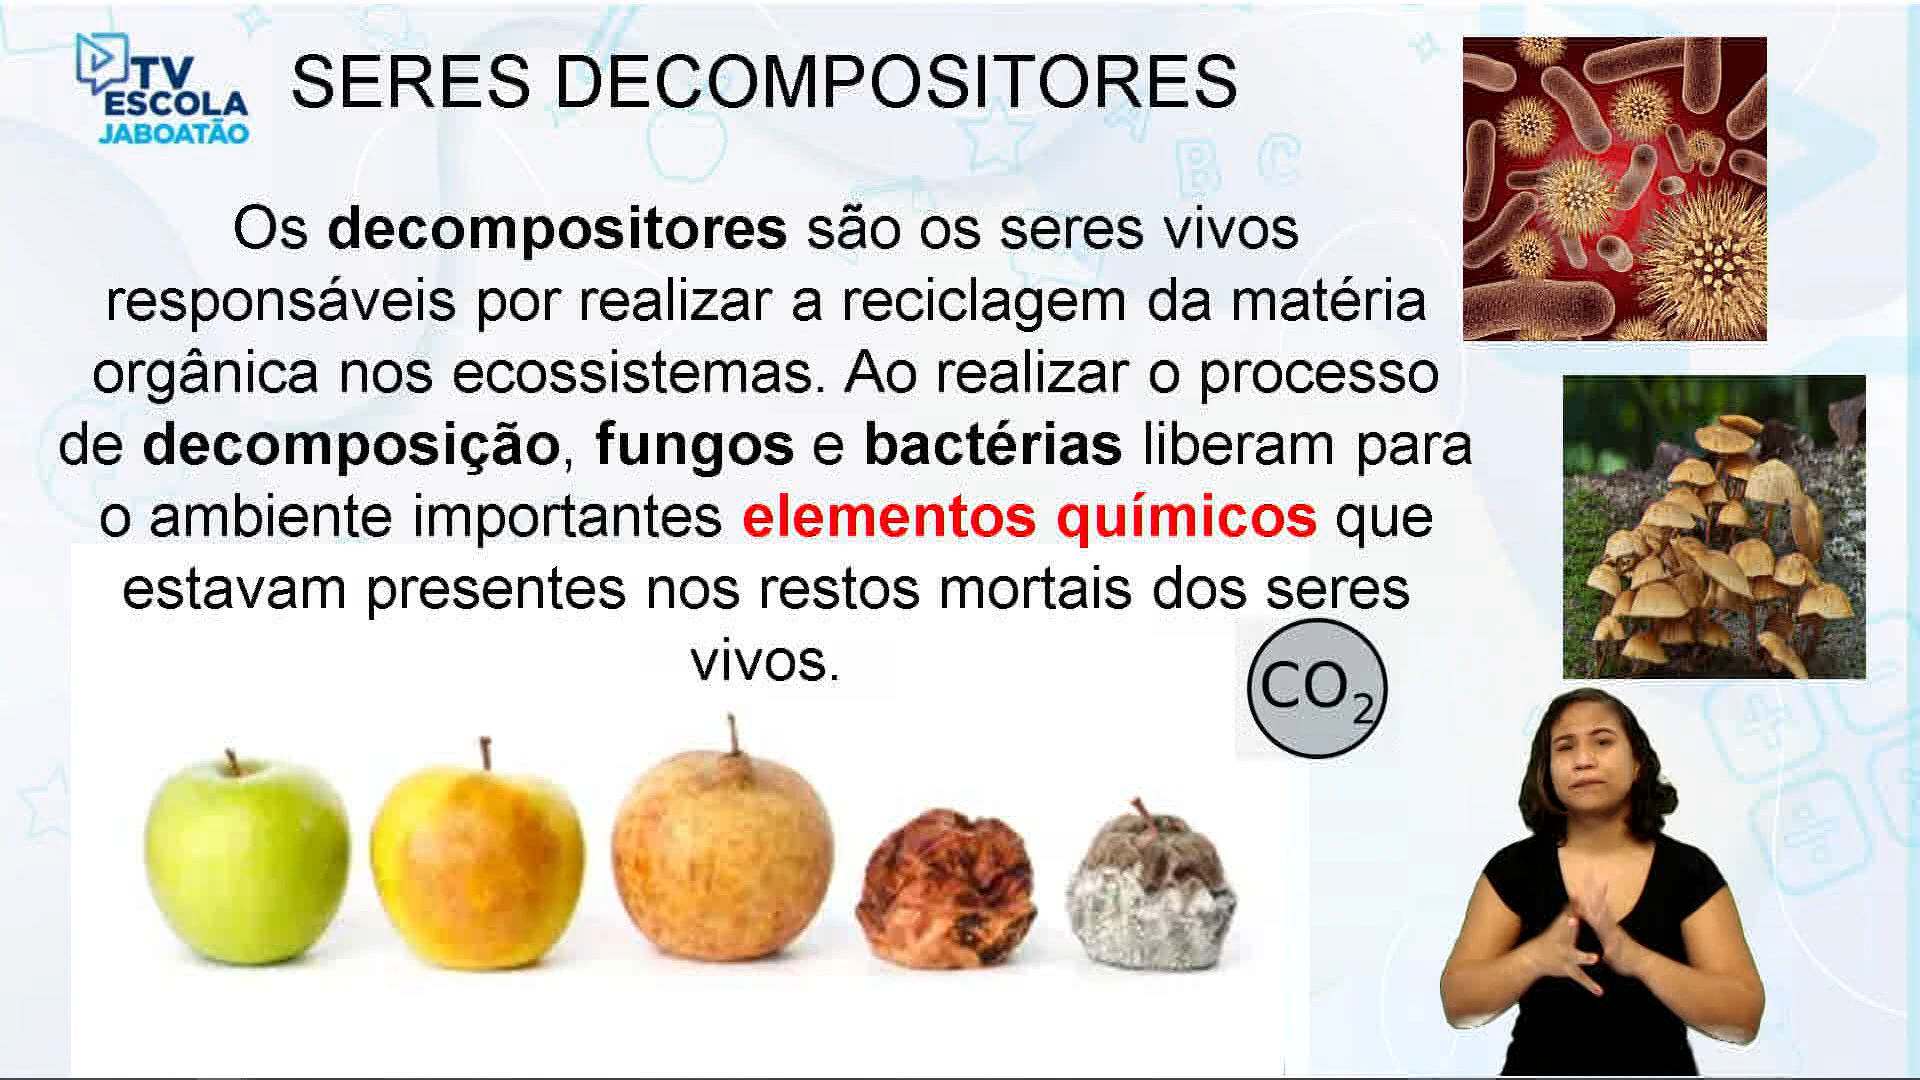 TV
ESCOLA
JABOATÃO
SERES DECOMPOSITORES
Os decompositores são os seres vivos
responsáveis por realizar a reciclagem da matéria
orgânica nos ecossistemas. Ao realizar o processo
de decomposição, fungos e bactérias liberam para
o ambiente importantes elementos químicos que
estavam presentes nos restos mortais dos seres
vivos.
CO₂
A B C